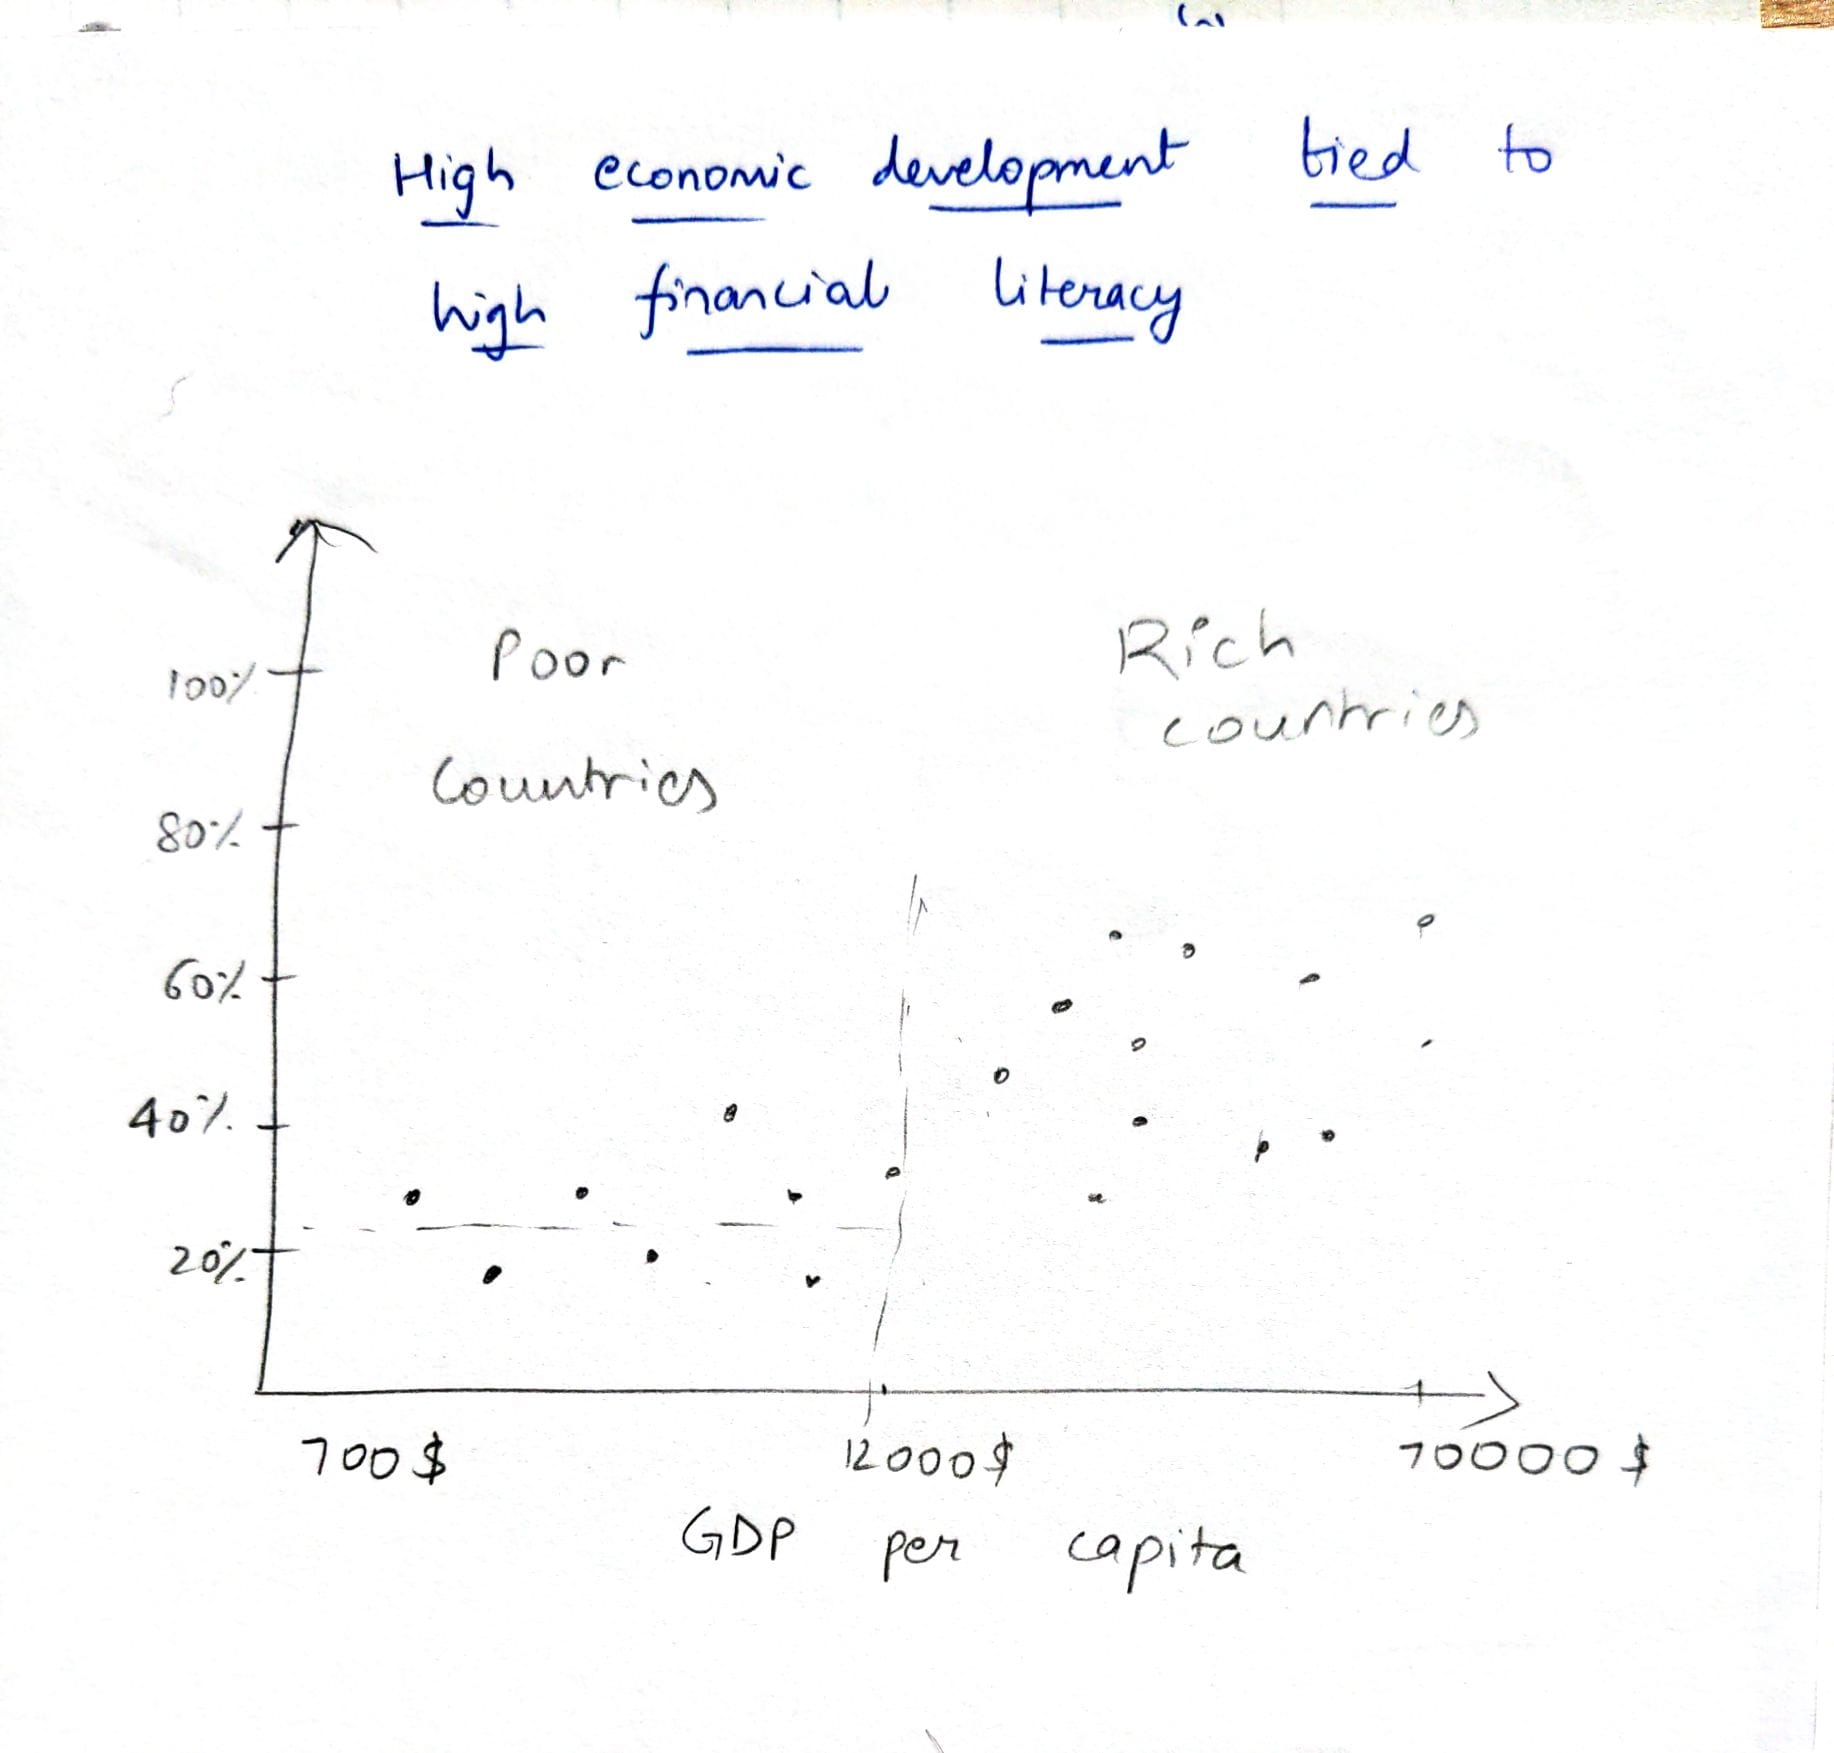 High economic development tied to
high financial literacy
Poor
Countries
Rich
countries
100%
80%
60%
40%
20%
700$
12000$
70000$
GDP per capita